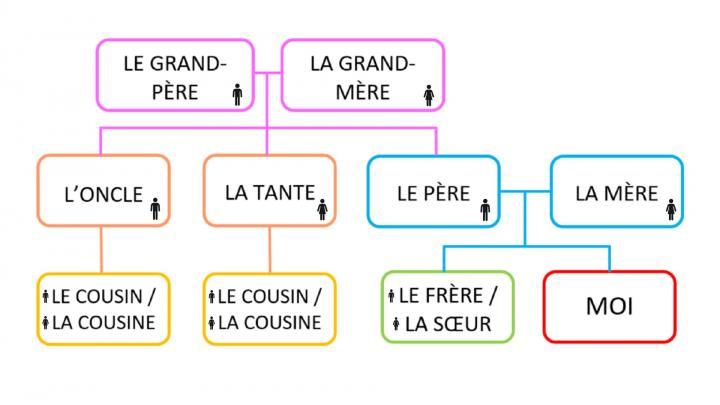 LE GRAND-
PÈRE
LA GRAND-
MÈRE
L'ONCLE
LA TANTE
LE PÈRE
LA MÈRE
LE COUSIN /
LA COUSINE
LE COUSIN /
LA COUSINE
LE FRÈRE /
LA SŒUR
MOI